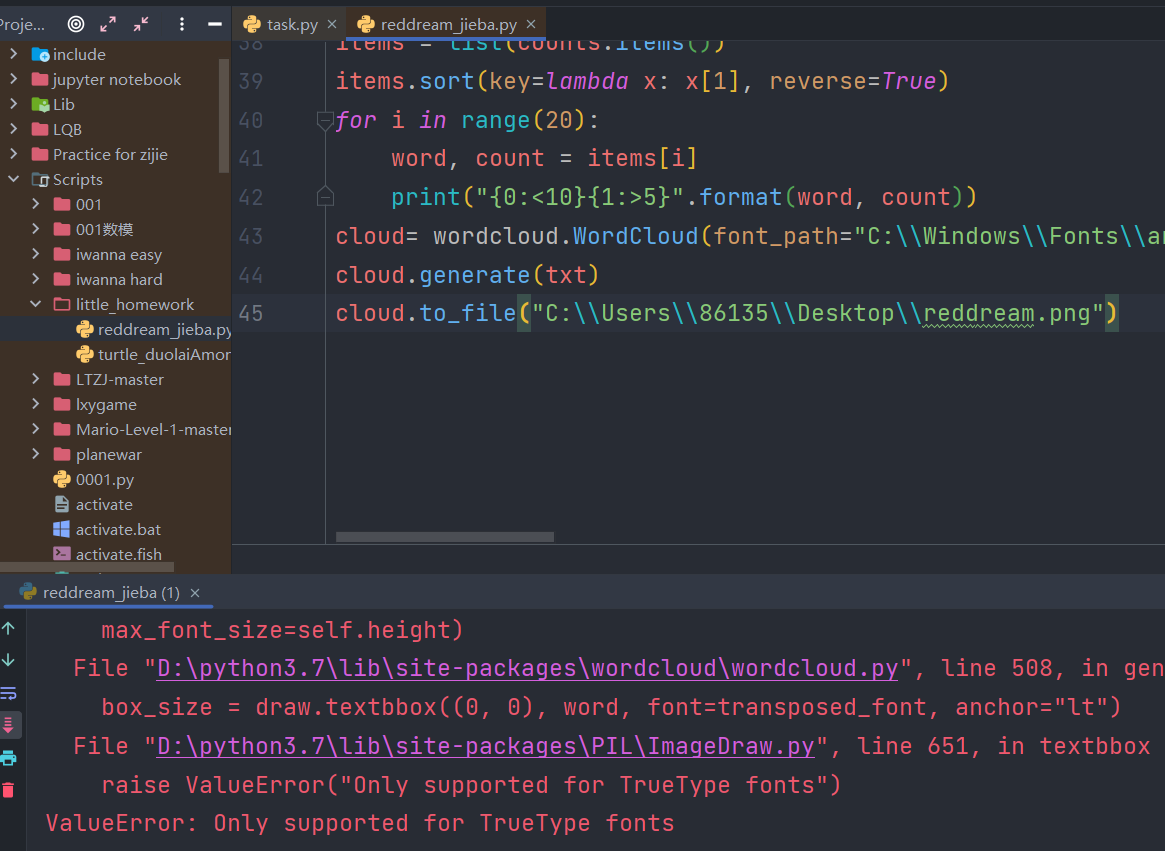 Proje...
task.py
reddream_jieba.py
include
jupyter notebook
Lib
LQB
Practice for zijie
Scripts
001
001数模
iwanna easy
iwanna hard
little_homework
reddream_jieba.py
turtle_duolaiAmor
LTZJ-master
lxygame
Mario-Level-1-master
planewar
0001.py
activate
activate.bat
activate.fish
38 items = list(counts.items())
39 items.sort(key=lambda x: x[1], reverse=True)
40 for i in range(20):
41 word, count = items[i]
42 print("{0:<10}{1:>5}".format(word, count))
43 cloud= wordcloud.WordCloud(font_path="C:\\Windows\\Fonts\\ar
44 cloud.generate(txt)
45 cloud.to_file("C:\\Users\\86135\\Desktop\\reddream.png")
reddream_jieba (1)
max_font_size=self.height)
File "D:\python3.7\lib\site-packages\wordcloud\wordcloud.py", line 508, in gen
box_size = draw.textbbox((0, 0), word, font=transposed_font, anchor="lt")
File "D:\python3.7\lib\site-packages\PIL\ImageDraw.py", line 651, in textbbox
raise ValueError("Only supported for TrueType fonts")
ValueError: Only supported for TrueType fonts